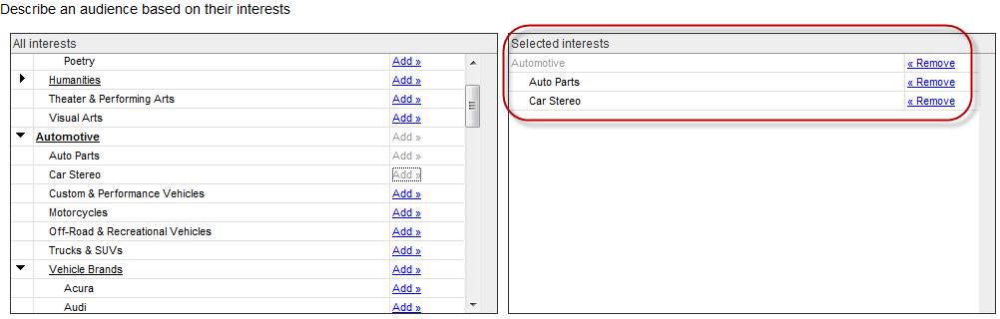 Describe an audience based on their interests
All interests
Poetry Add »
Humanities Add »
Theater & Performing Arts Add »
Visual Arts Add »
Automotive Add »
Auto Parts Add »
Car Stereo Add »
Custom & Performance Vehicles Add »
Motorcycles Add »
Off-Road & Recreational Vehicles Add »
Trucks & SUVs Add »
Vehicle Brands Add »
Acura Add »
Audi Add »
Selected interests
Automotive « Remove
Auto Parts « Remove
Car Stereo « Remove